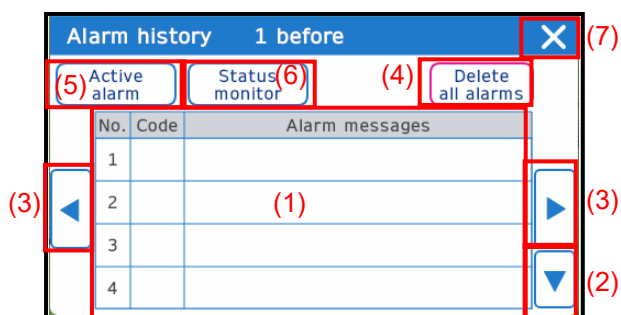 Alarm history 1 before
(7)
(5) Active alarm
Status monitor (6)
(4) Delete all alarms
No. Code Alarm messages
1
(3) 2 (1) (3)
3
4 (2)